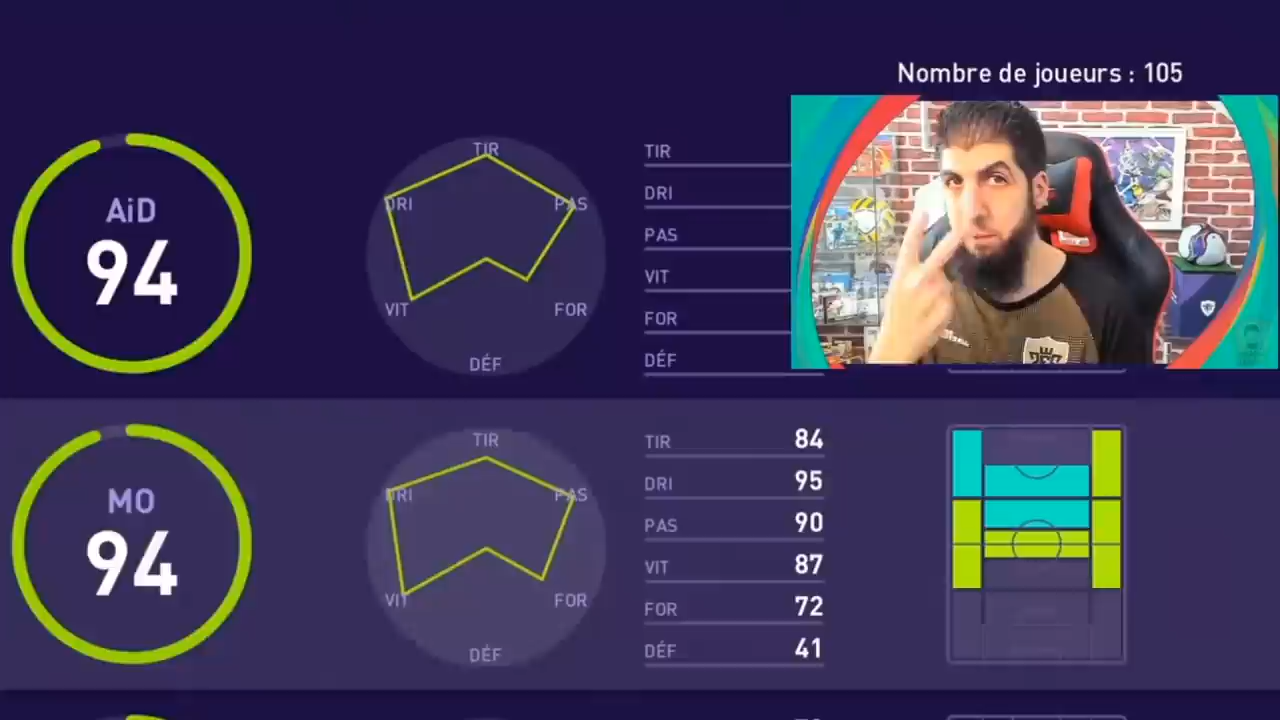 Nombre de joueurs : 105
AiD
94
TIR
DRI
PAS
VIT
FOR
DÉF
TIR
DRI
PAS
VIT
FOR
DÉF
MO
94
TIR
DRI
PAS
VIT
FOR
DÉF
TIR 84
DRI 95
PAS 90
VIT 87
FOR 72
DÉF 41